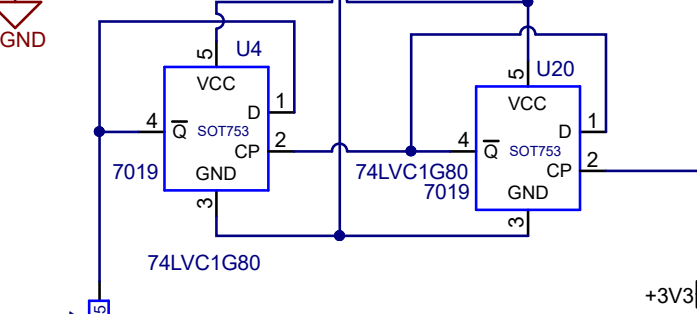 GND
5
U4
VCC
D
1
4
Q
SOT753
CP
2
7019
GND
3
74LVC1G80
5
U20
VCC
D
1
4
Q
SOT753
CP
2
74LVC1G80
7019
GND
3
+3V3
5